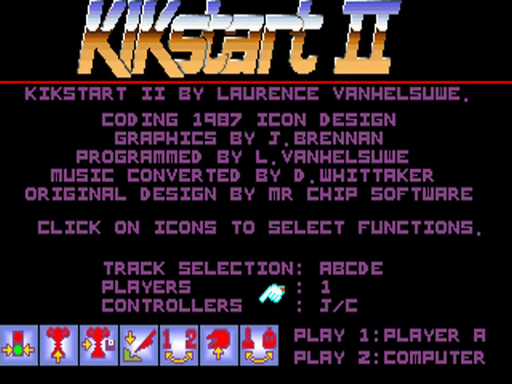 KIKstart II
KIKSTART II BY LAURENCE VANHELSUWE.
CODING 1987 ICON DESIGN
GRAPHICS BY J.BRENNAN
PROGRAMMED BY L.VANHELSUWE
MUSIC CONVERTED BY D.WHITTAKER
ORIGINAL DESIGN BY MR CHIP SOFTWARE
CLICK ON ICONS TO SELECT FUNCTIONS.
TRACK SELECTION: ABCDE
PLAYERS : 1
CONTROLLERS : J/C
1 2
PLAY 1:PLAYER A
PLAY 2:COMPUTER